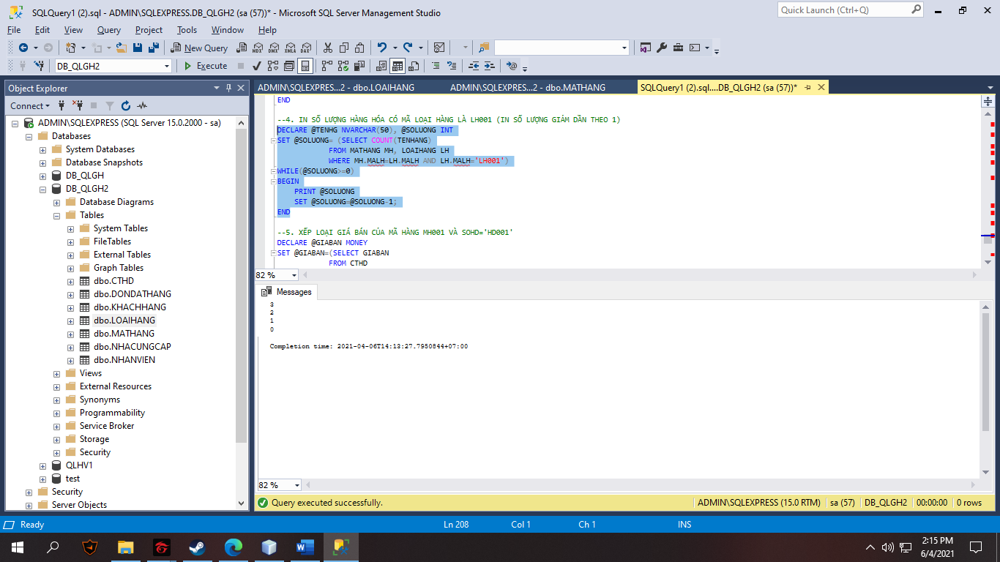 SQLQuery1 (2).sql - ADMIN\SQLEXPRESS.DB_QLGH2 (sa (57))* - Microsoft SQL Server Management Studio
Quick Launch (Ctrl+Q)
File Edit View Query Project Tools Window Help
New Query
MDX DMX XMLA DAX
DB_QLGH2
Execute
Object Explorer
Connect
ADMIN\SQLEXPRESS (SQL Server 15.0.2000 - sa)
Databases
System Databases
Database Snapshots
DB_QLGH
DB_QLGH2
Database Diagrams
Tables
System Tables
FileTables
External Tables
Graph Tables
dbo.CTHD
dbo.DONDATHANG
dbo.KHACHHANG
dbo.LOAIHANG
dbo.MATHANG
dbo.NHACUNGCAP
dbo.NHANVIEN
Views
External Resources
Synonyms
Programmability
Service Broker
Storage
Security
QLHV1
test
Security
Server Objects
ADMIN\SQLEXPRES...2 - dbo.LOAIHANG
ADMIN\SQLEXPRES...2 - dbo.MATHANG
SQLQuery1 (2).sql....DB_QLGH2 (sa (57))*
END
--4. IN SỐ LƯỢNG HÀNG HÓA CÓ MÃ LOẠI HÀNG LÀ LH001 (IN SỐ LƯỢNG GIẢM DẦN THEO 1)
DECLARE @TENHG NVARCHAR(50), @SOLUONG INT
SET @SOLUONG= (SELECT COUNT(TENHANG)
FROM MATHANG MH, LOAIHANG LH
WHERE MH.MALH=LH.MALH AND LH.MALH='LH001')
WHILE(@SOLUONG>=0)
BEGIN
PRINT @SOLUONG
SET @SOLUONG=@SOLUONG-1;
END
--5. XẾP LOẠI GIÁ BÁN CỦA MÃ HÀNG MH001 VÀ SOHD='HD001'
DECLARE @GIABAN MONEY
SET @GIABAN=(SELECT GIABAN
FROM CTHD
82 %
Messages
3
2
1
0
Completion time: 2021-04-06T14:13:27.7950844+07:00
82 %
Query executed successfully.
ADMIN\SQLEXPRESS (15.0 RTM) sa (57) DB_QLGH2 00:00:00 0 rows
Ready
Ln 208
Col 1
Ch 1
INS
2:15 PM
6/4/2021